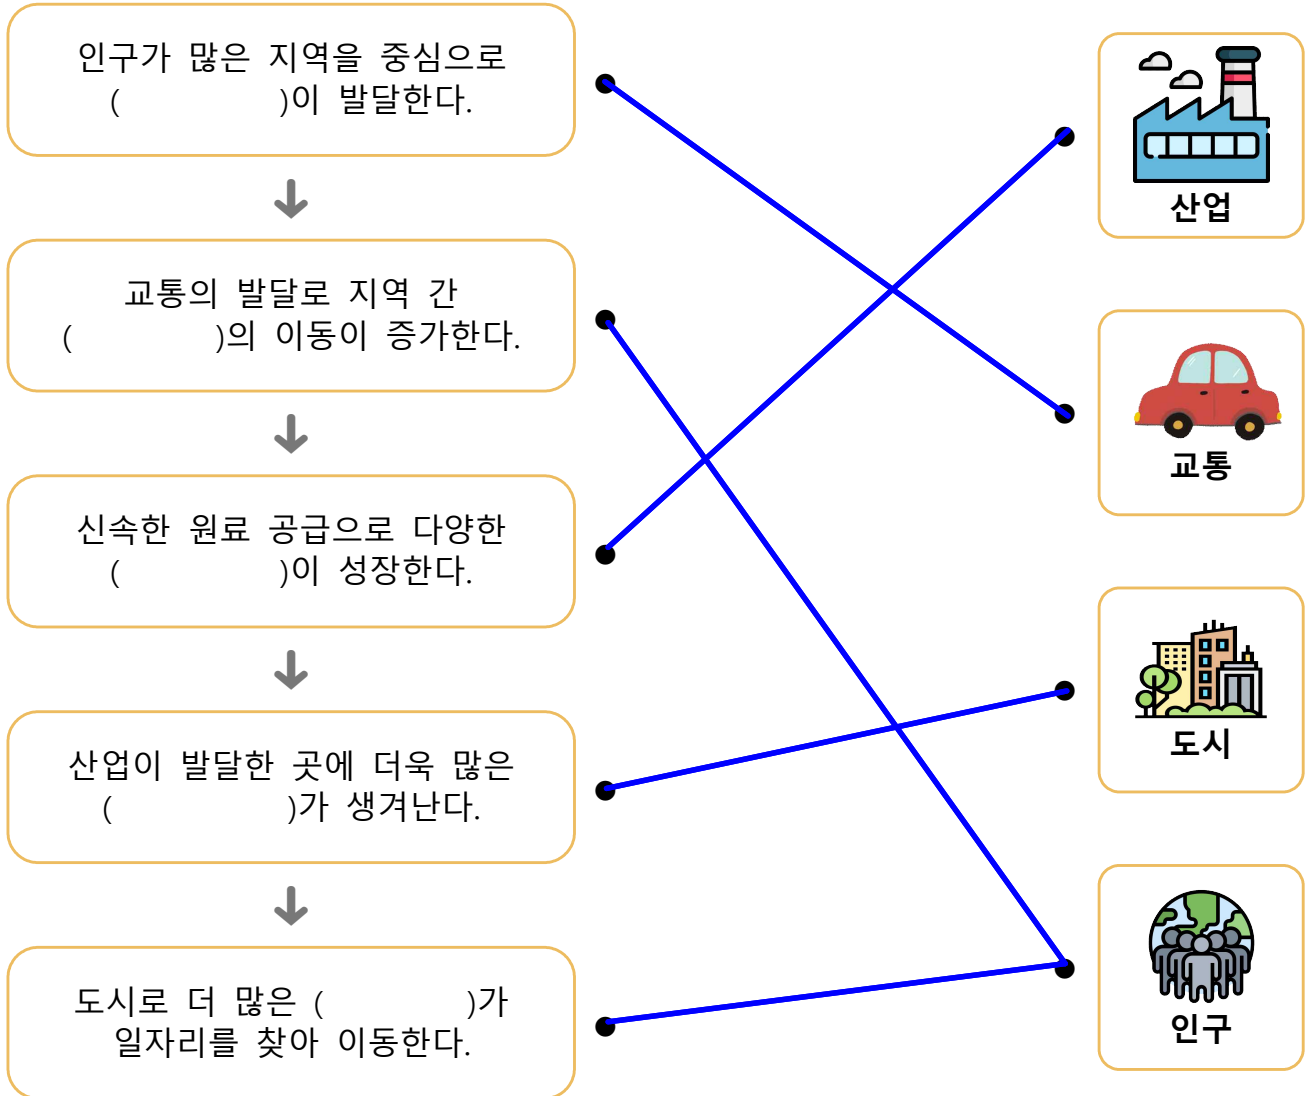 인구가 많은 지역을 중심으로
(          )이 발달한다.
교통의 발달로 지역 간
(          )의 이동이 증가한다.
신속한 원료 공급으로 다양한
(          )이 성장한다.
산업이 발달한 곳에 더욱 많은
(          )가 생겨난다.
도시로 더 많은 (          )가
일자리를 찾아 이동한다.
산업
교통
도시
인구